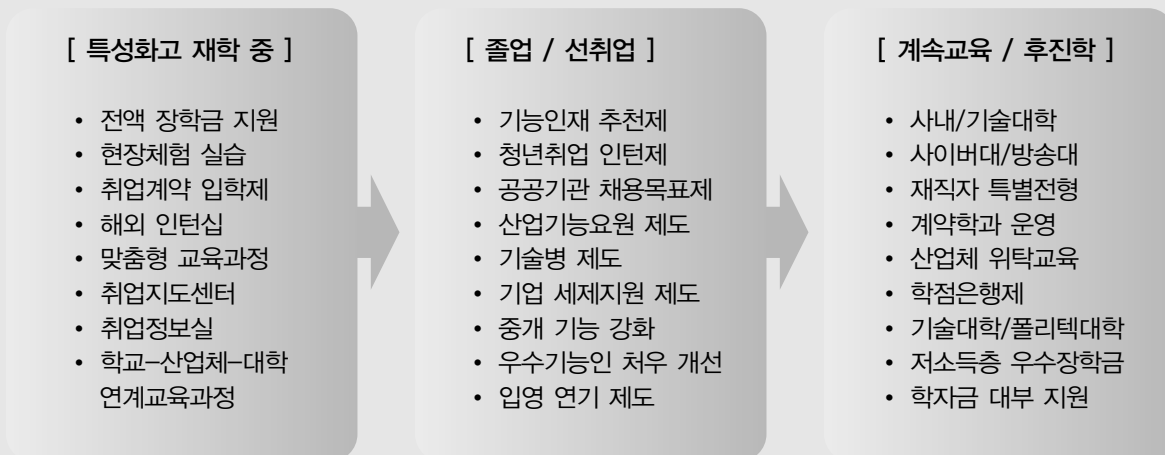 [ 특성화고 재학 중 ]
• 전액 장학금 지원
• 현장체험 실습
• 취업계약 입학제
• 해외 인턴십
• 맞춤형 교육과정
• 취업지도센터
• 취업정보실
• 학교–산업체–대학
연계교육과정
[ 졸업 / 선취업 ]
• 기능인재 추천제
• 청년취업 인턴제
• 공공기관 채용목표제
• 산업기능요원 제도
• 기술병 제도
• 기업 세제지원 제도
• 중개 기능 강화
• 우수기능인 처우 개선
• 입영 연기 제도
[ 계속교육 / 후진학 ]
• 사내/기술대학
• 사이버대/방송대
• 재직자 특별전형
• 계약학과 운영
• 산업체 위탁교육
• 학점은행제
• 기술대학/폴리텍대학
• 저소득층 우수장학금
• 학자금 대부 지원